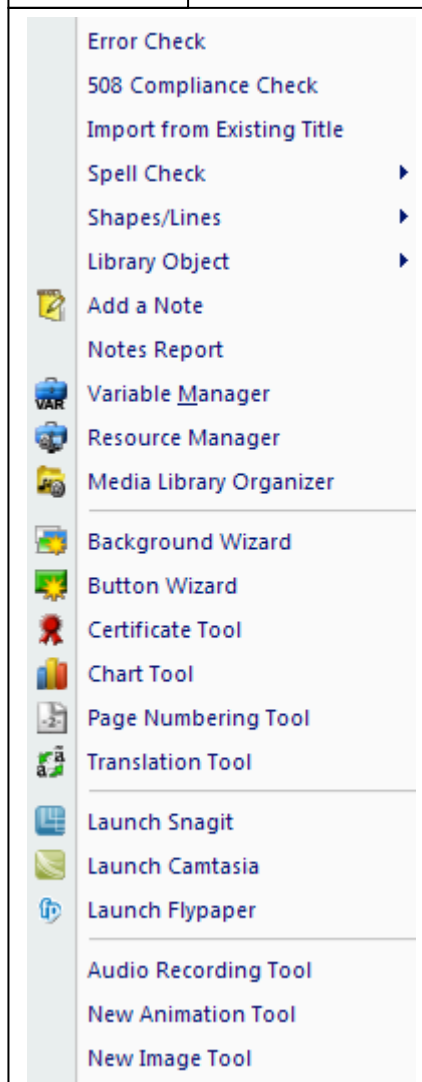 Error Check
508 Compliance Check
Import from Existing Title
Spell Check
Shapes/Lines
Library Object
Add a Note
Notes Report
VAR Variable Manager
Resource Manager
Media Library Organizer
Background Wizard
Button Wizard
Certificate Tool
Chart Tool
-2- Page Numbering Tool
a ã Translation Tool
Launch Snagit
Launch Camtasia
Launch Flypaper
Audio Recording Tool
New Animation Tool
New Image Tool